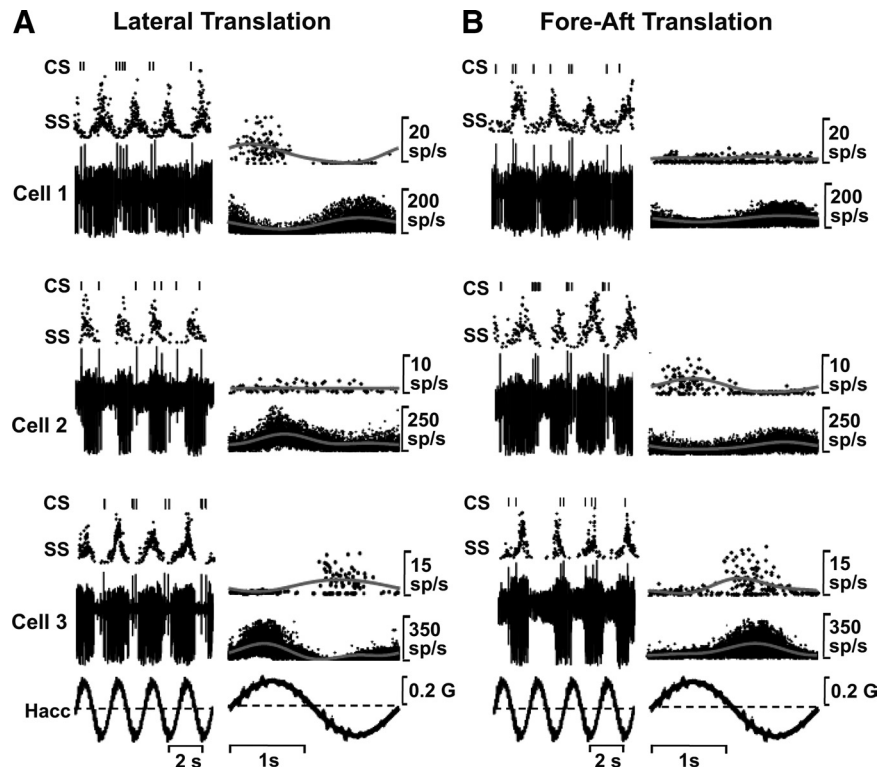 A Lateral Translation
B Fore-Aft Translation
CS
SS
Cell 1
20
sp/s
200
sp/s
CS
SS
20
sp/s
200
sp/s
CS
SS
Cell 2
10
sp/s
250
sp/s
CS
SS
10
sp/s
250
sp/s
CS
SS
Cell 3
15
sp/s
350
sp/s
CS
SS
15
sp/s
350
sp/s
Hacc
0.2 G
2 s
1s
0.2 G
2 s
1s